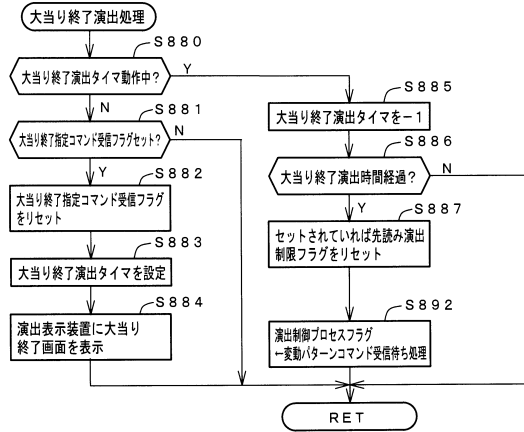 大当り終了演出処理
S880
大当り終了演出タイマ動作中?
Y
N
S881
大当り終了指定コマンド受信フラグセット?
N
Y
S882
大当り終了指定コマンド受信フラグ
をリセット
S883
大当り終了演出タイマを設定
S884
演出表示装置に大当り
終了画面を表示
S885
大当り終了演出タイマを-1
S886
大当り終了演出時間経過?
N
Y
S887
セットされていれば先読み演出
制限フラグをリセット
S892
演出制御プロセスフラグ
←変動パターンコマンド受信待ち処理
RET